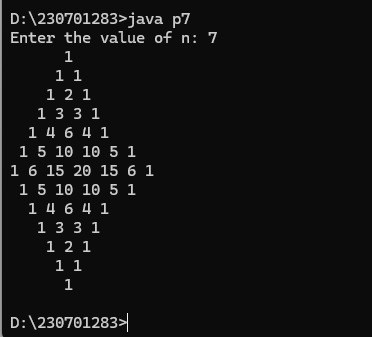 D:\230701283>java p7
Enter the value of n: 7
      1
     1 1
    1 2 1
   1 3 3 1
  1 4 6 4 1
 1 5 10 10 5 1
1 6 15 20 15 6 1
 1 5 10 10 5 1
  1 4 6 4 1
   1 3 3 1
    1 2 1
     1 1
      1

D:\230701283>